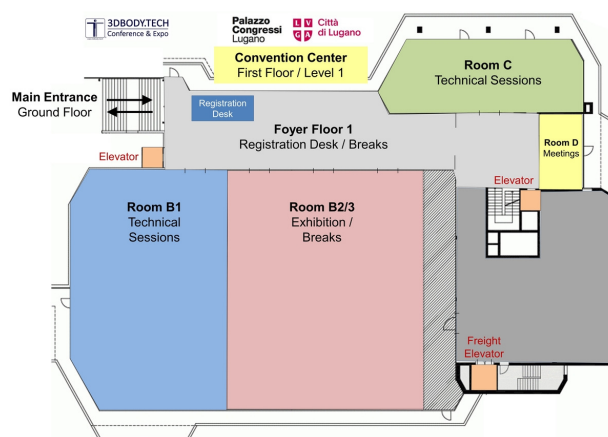 3DBODY.TECH
Conference & Expo
Palazzo
Congressi
Lugano
LV
GA
Città
di Lugano
Convention Center
First Floor / Level 1
Room C
Technical Sessions
Main Entrance
Ground Floor
Registration
Desk
Foyer Floor 1
Registration Desk / Breaks
Room D
Meetings
Elevator
Elevator
Room B1
Technical
Sessions
Room B2/3
Exhibition /
Breaks
Freight
Elevator